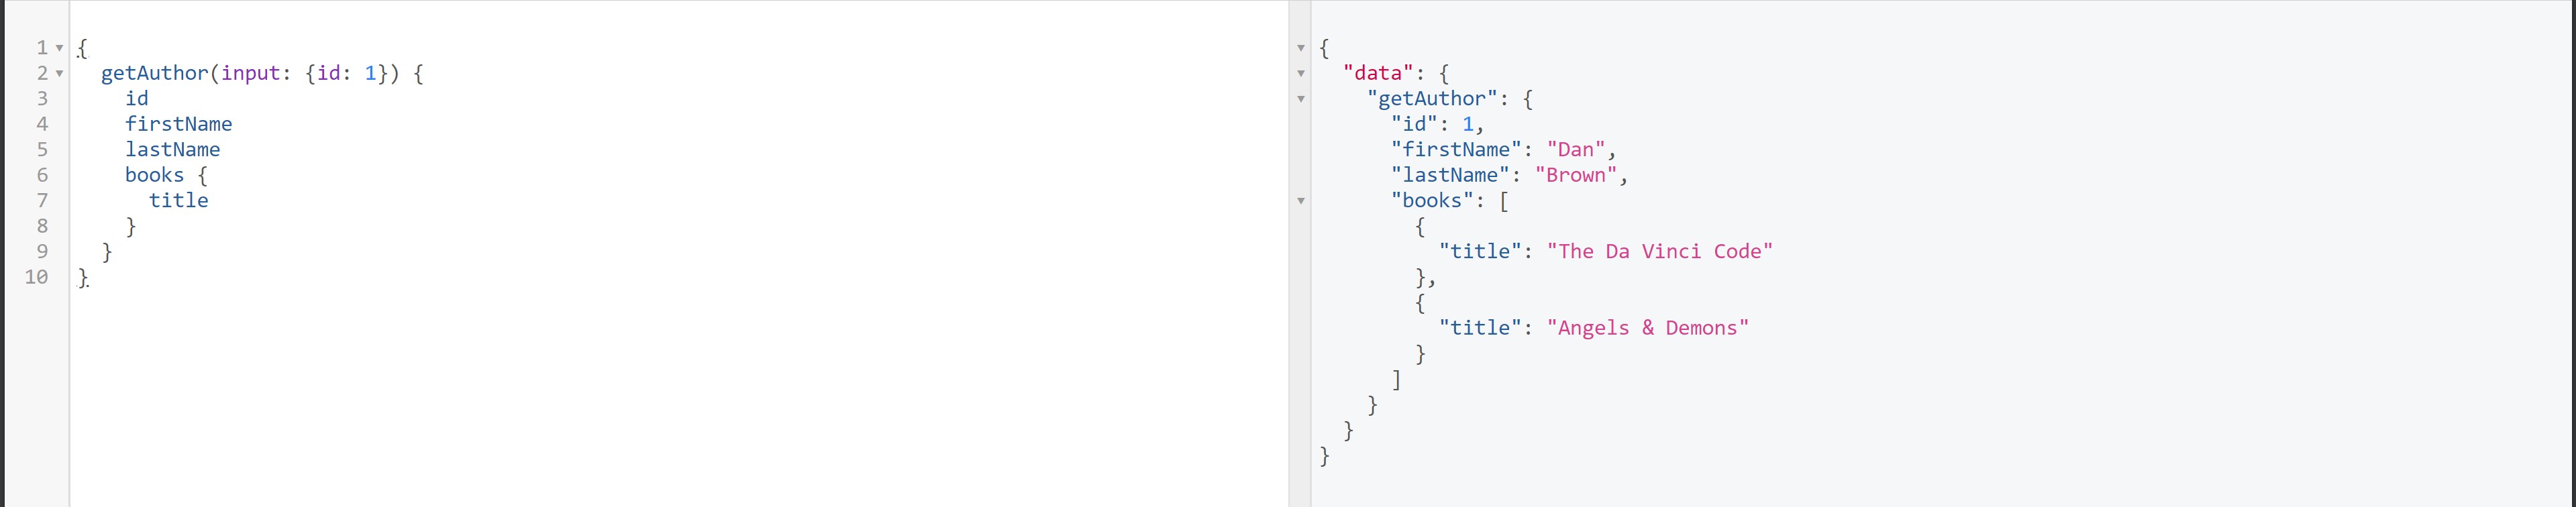 1 {
2   getAuthor(input: {id: 1}) {
3     id
4     firstName
5     lastName
6     books {
7       title
8     }
9   }
10 }
{
  "data": {
    "getAuthor": {
      "id": 1,
      "firstName": "Dan",
      "lastName": "Brown",
      "books": [
        {
          "title": "The Da Vinci Code"
        },
        {
          "title": "Angels & Demons"
        }
      ]
    }
  }
}